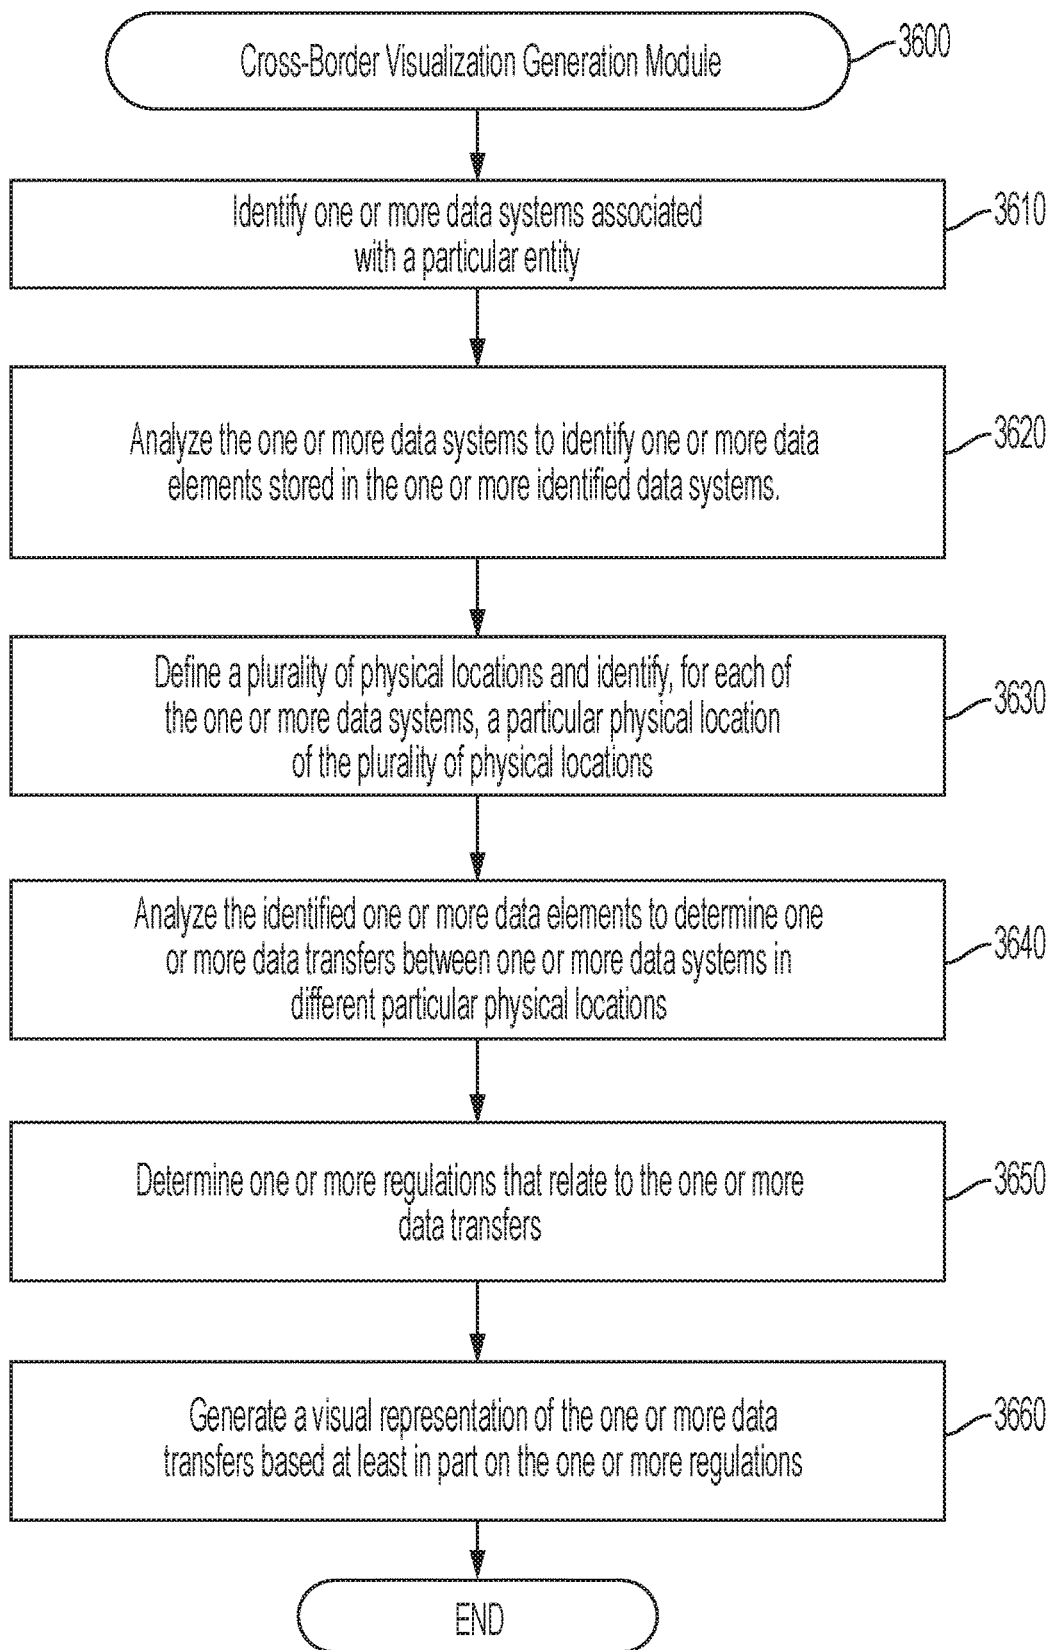 Cross-Border Visualization Generation Module
3600
Identify one or more data systems associated
with a particular entity
3610
Analyze the one or more data systems to identify one or more data
elements stored in the one or more identified data systems.
3620
Define a plurality of physical locations and identify, for each of
the one or more data systems, a particular physical location
of the plurality of physical locations
3630
Analyze the identified one or more data elements to determine one
or more data transfers between one or more data systems in
different particular physical locations
3640
Determine one or more regulations that relate to the one or more
data transfers
3650
Generate a visual representation of the one or more data
transfers based at least in part on the one or more regulations
3660
END